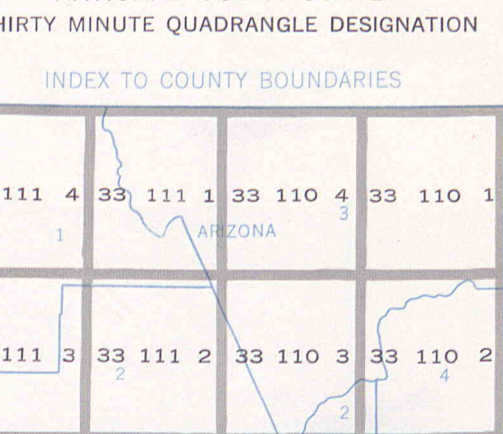 HIRTY MINUTE QUADRANGLE DESIGNATION
INDEX TO COUNTY BOUNDARIES
111 4 33 111 1 33 110 4 33 110 1
3
1 ARIZONA
111 3 33 111 2 33 110 3 33 110 2
2 4
2